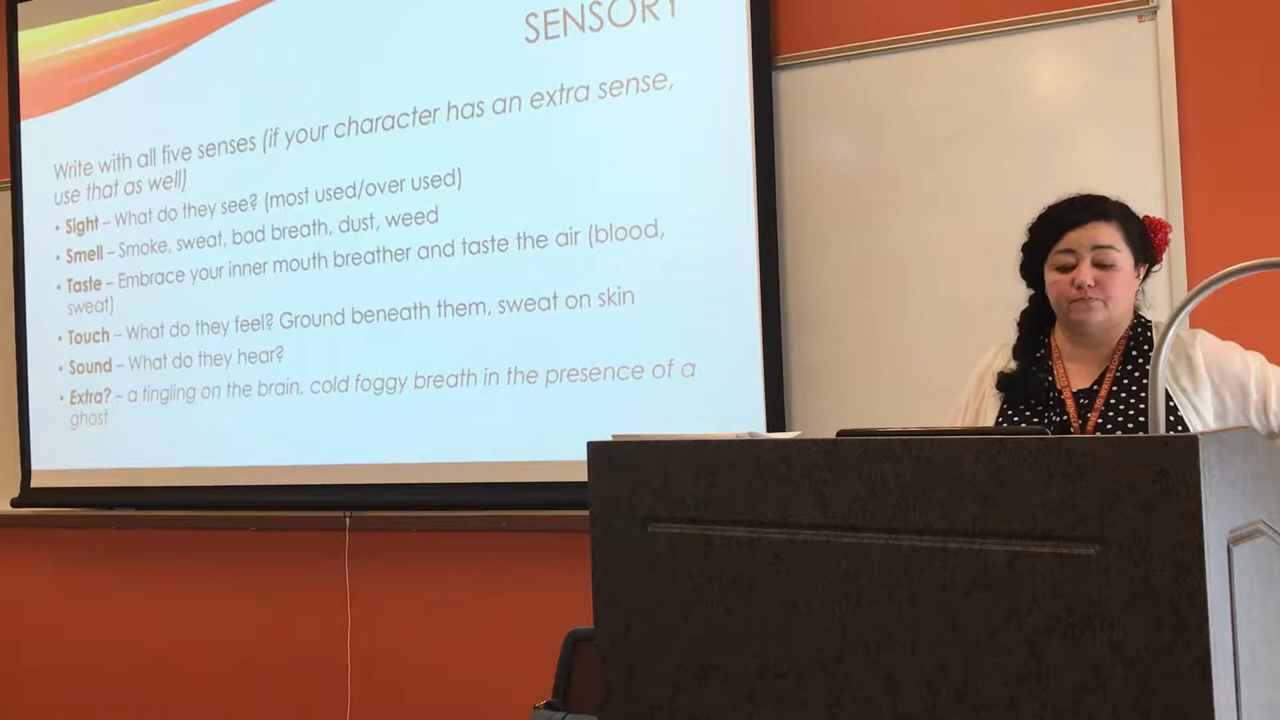 SENSORY
Write with all five senses (if your character has an extra sense,
use that as well)
• Sight – What do they see? (most used/over used)
• Smell – Smoke, sweat, bad breath, dust, weed
• Taste – Embrace your inner mouth breather and taste the air (blood,
sweat)
• Touch – What do they feel? Ground beneath them, sweat on skin
• Sound – What do they hear?
• Extra? – a tingling on the brain, cold foggy breath in the presence of a
ghost